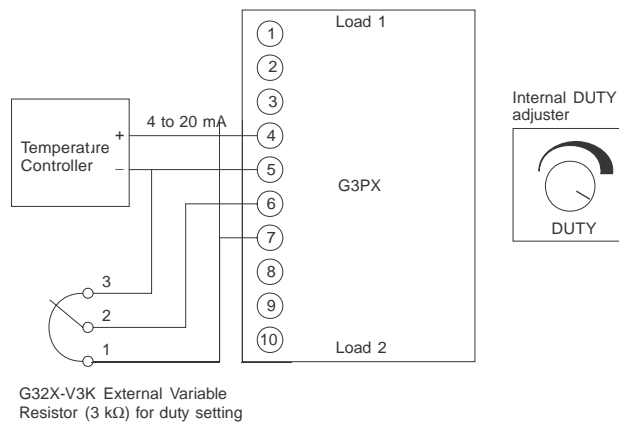 Load 1
1
2
3
4
5
6
7
8
9
10
G3PX
Load 2
Temperature
Controller
+
−
4 to 20 mA
3
2
1
G32X-V3K External Variable
Resistor (3 kΩ) for duty setting
Internal DUTY
adjuster
DUTY